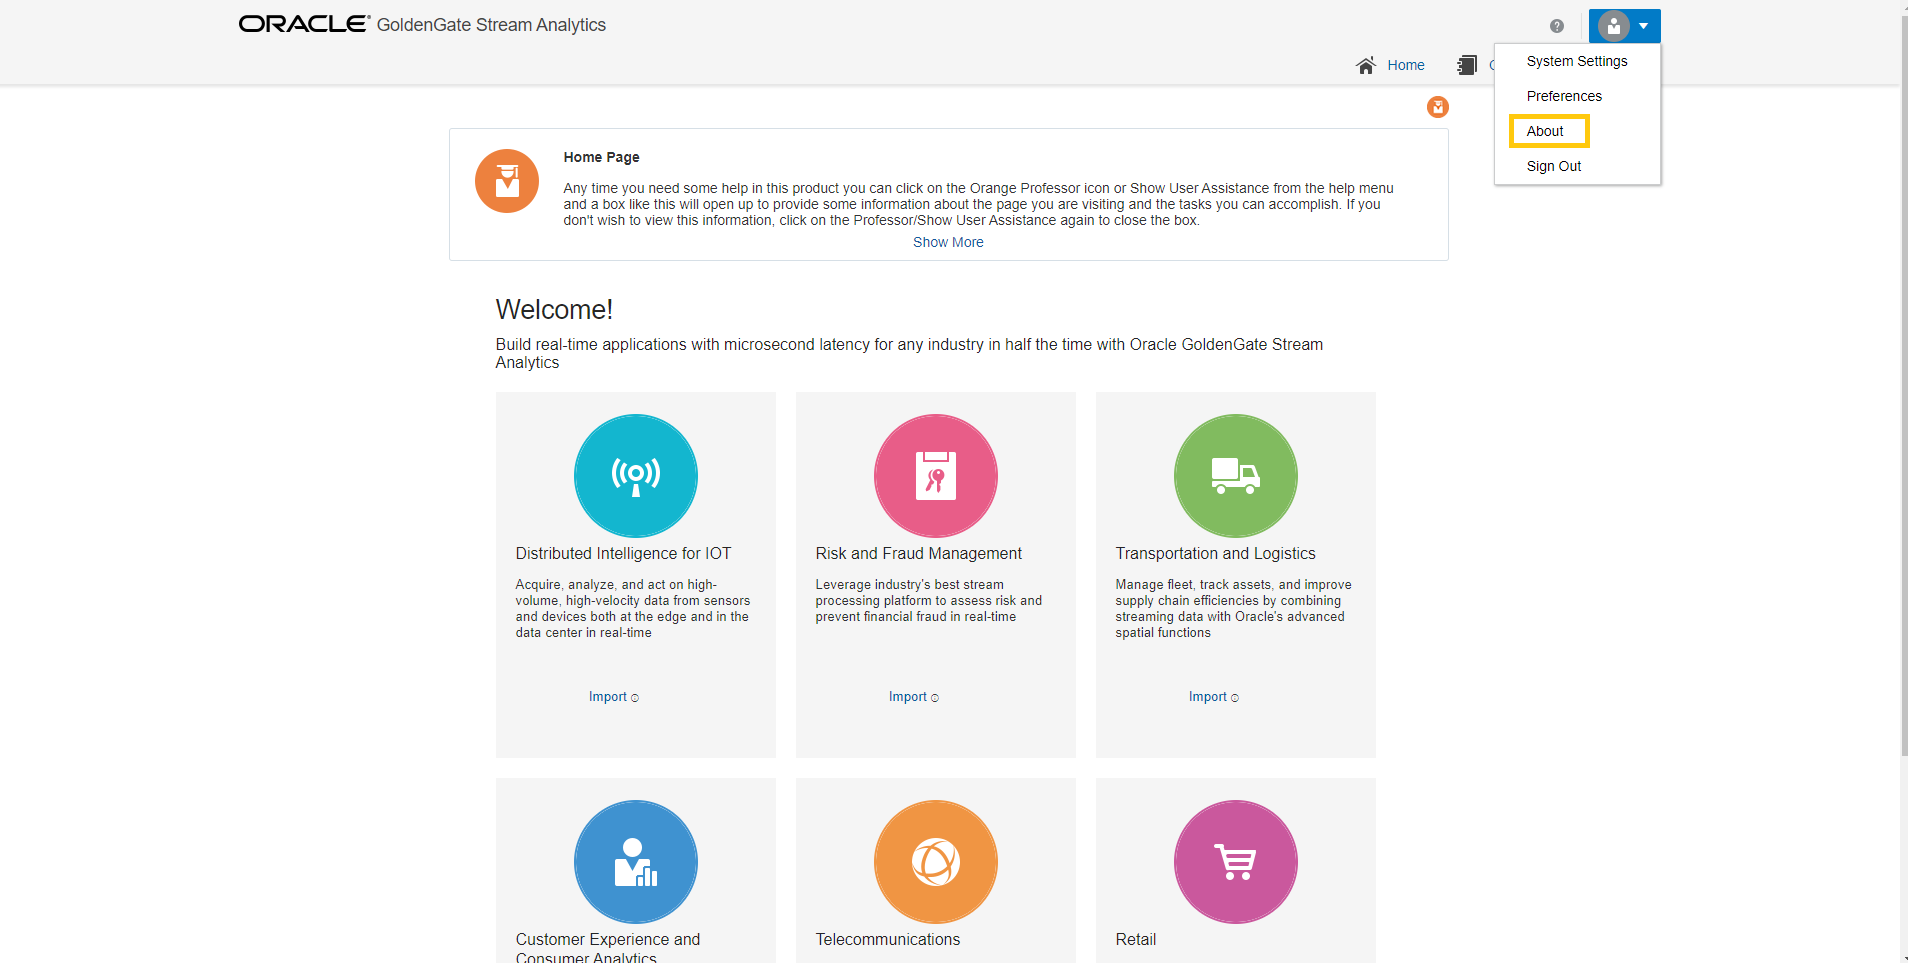 ORACLE® GoldenGate Stream Analytics
?
Home
System Settings
Preferences
About
Sign Out
Home Page
Any time you need some help in this product you can click on the Orange Professor icon or Show User Assistance from the help menu
and a box like this will open up to provide some information about the page you are visiting and the tasks you can accomplish. If you
don't wish to view this information, click on the Professor/Show User Assistance again to close the box.
Show More
Welcome!
Build real-time applications with microsecond latency for any industry in half the time with Oracle GoldenGate Stream
Analytics
Distributed Intelligence for IOT
Acquire, analyze, and act on high-
volume, high-velocity data from sensors
and devices both at the edge and in the
data center in real-time
Import
Risk and Fraud Management
Leverage industry's best stream
processing platform to assess risk and
prevent financial fraud in real-time
Import
Transportation and Logistics
Manage fleet, track assets, and improve
supply chain efficiencies by combining
streaming data with Oracle's advanced
spatial functions
Import
Customer Experience and
Consumer Analytics
Telecommunications
Retail